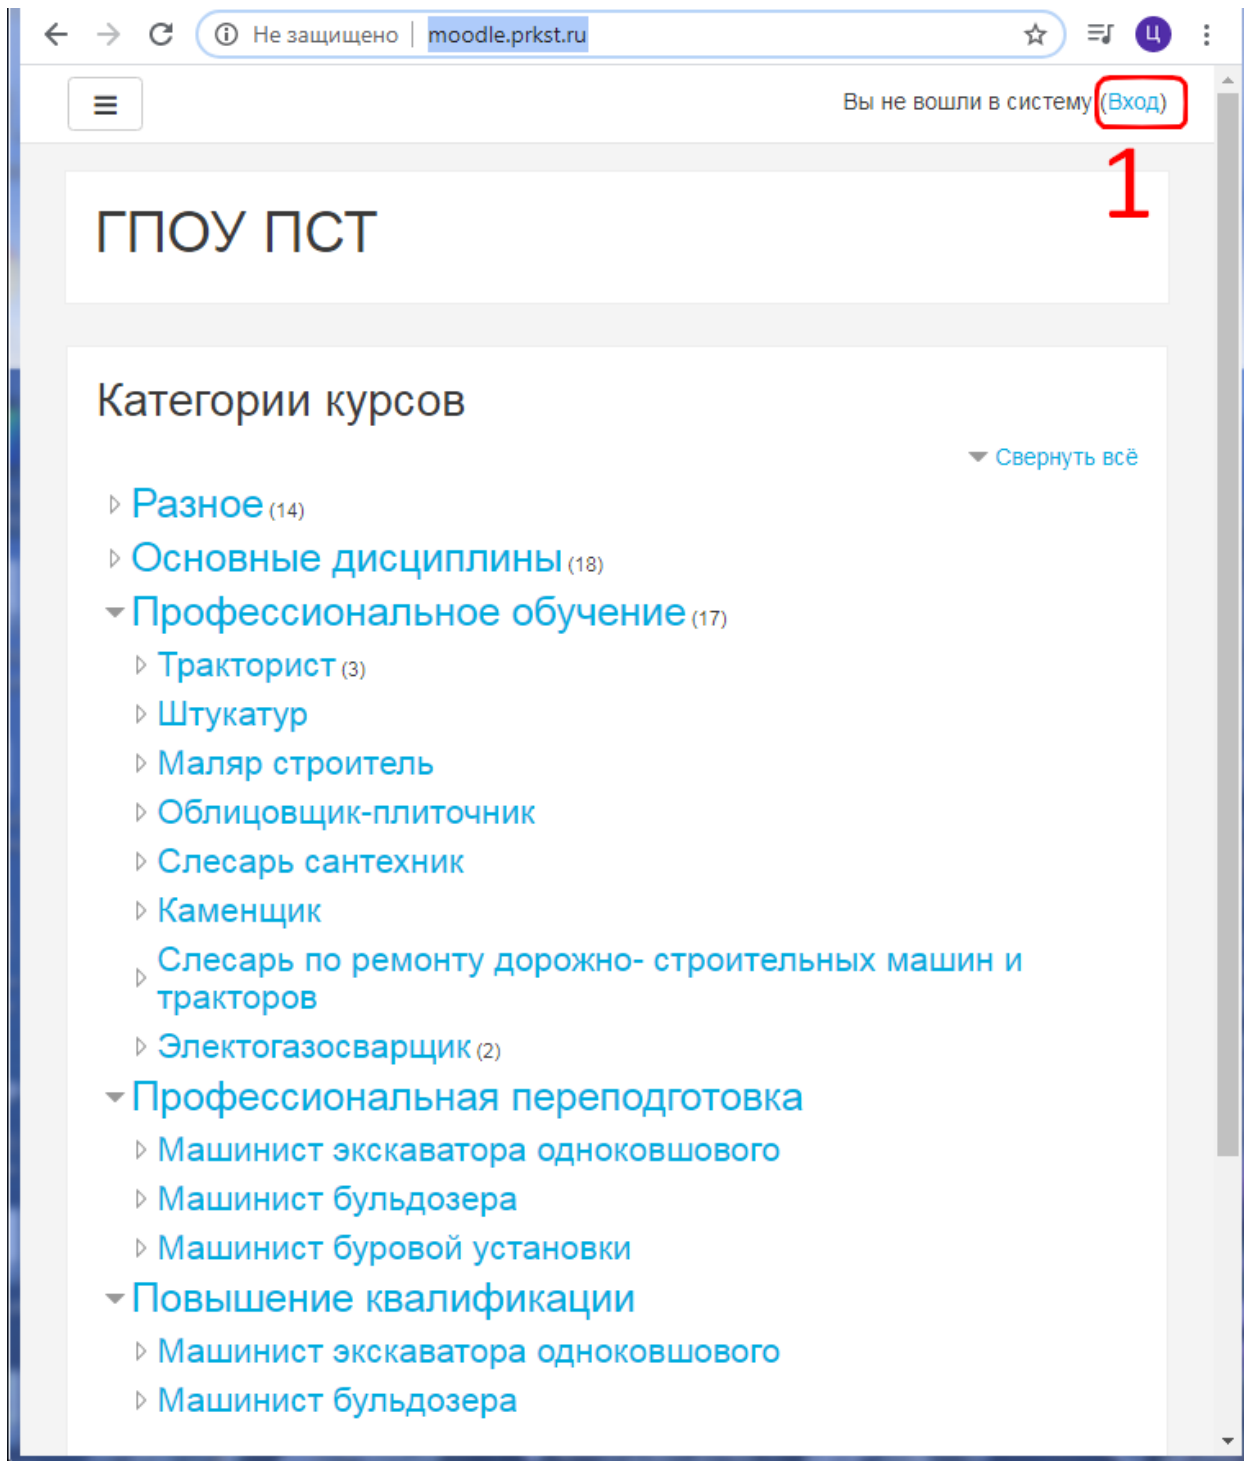 Не защищено | moodle.prkst.ru
Ц
Вы не вошли в систему (Вход)
1
ГПОУ ПСТ
Категории курсов
Свернуть всё
Разное (14)
Основные дисциплины (18)
Профессиональное обучение (17)
Тракторист (3)
Штукатур
Маляр строитель
Облицовщик-плиточник
Слесарь сантехник
Каменщик
Слесарь по ремонту дорожно- строительных машин и
тракторов
Электогазосварщик (2)
Профессиональная переподготовка
Машинист экскаватора одноковшового
Машинист бульдозера
Машинист буровой установки
Повышение квалификации
Машинист экскаватора одноковшового
Машинист бульдозера